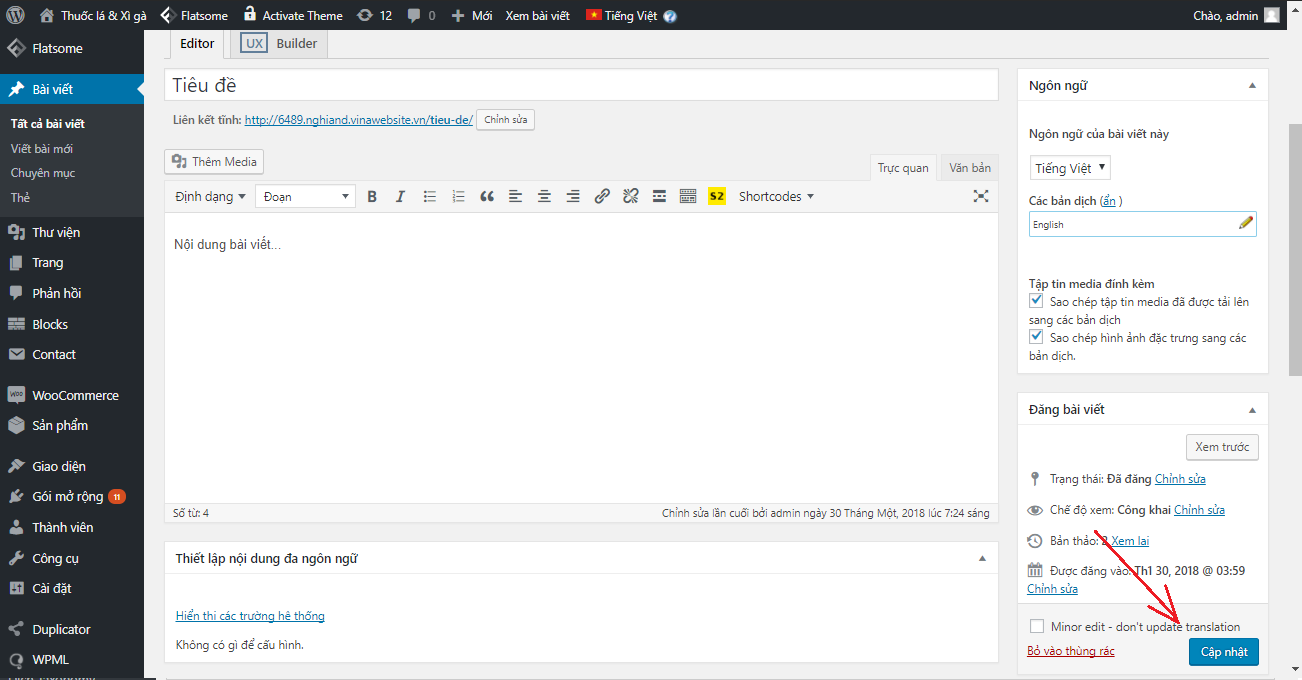 Thuốc lá & Xì gà Flatsome Activate Theme 12 0 Mới Xem bài viết Tiếng Việt Chào, admin
Flatsome
Bài viết
Tất cả bài viết
Viết bài mới
Chuyên mục
Thẻ
Thư viện
Trang
Phản hồi
Blocks
Contact
WooCommerce
Sản phẩm
Giao diện
Gói mở rộng 11
Thành viên
Công cụ
Cài đặt
Duplicator
WPML
Editor UX Builder
Tiêu đề
Liên kết tĩnh: http://6489.nghiand.vinawebsite.vn/tieu-de/ Chỉnh sửa
Thêm Media
Trực quan Văn bản
Định dạng Đoạn B I S2 Shortcodes
Nội dung bài viết...
Số từ: 4 Chỉnh sửa lần cuối bởi admin ngày 30 Tháng Một, 2018 lúc 7:24 sáng
Thiết lập nội dung đa ngôn ngữ
Hiển thị các trường hệ thống
Không có gì để cấu hình.
Ngôn ngữ
Ngôn ngữ của bài viết này
Tiếng Việt
Các bản dịch (ẩn )
English
Tập tin media đính kèm
Sao chép tập tin media đã được tải lên
sang các bản dịch
Sao chép hình ảnh đặc trưng sang các
bản dịch.
Đăng bài viết
Xem trước
Trạng thái: Đã đăng Chỉnh sửa
Chế độ xem: Công khai Chỉnh sửa
Bản thảo: 2 Xem lại
Được đăng vào: Th1 30, 2018 @ 03:59
Chỉnh sửa
Minor edit - don't update translation
Bỏ vào thùng rác Cập nhật